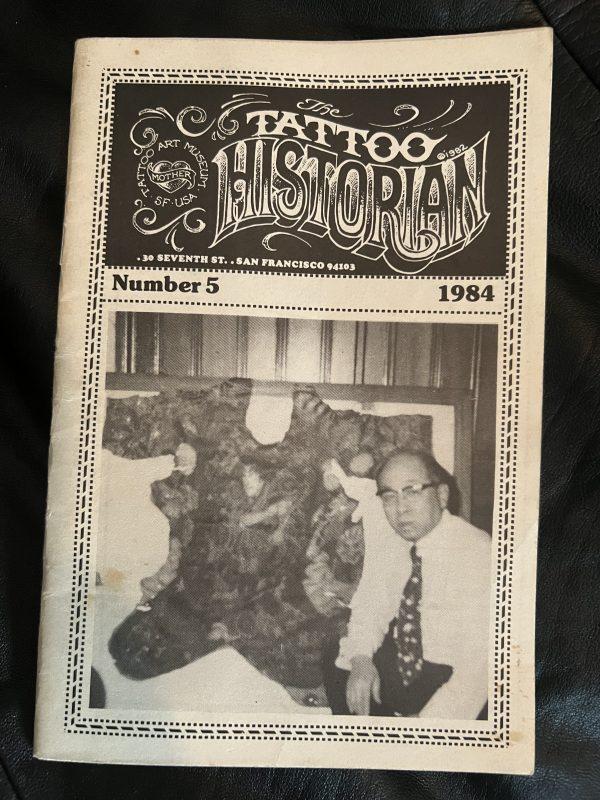 The
TATTOO
HISTORIAN
©1982
TATTOO ART MUSEUM
MOTHER
SF·USA
. 30 SEVENTH ST. . SAN FRANCISCO 94103
Number 5
1984